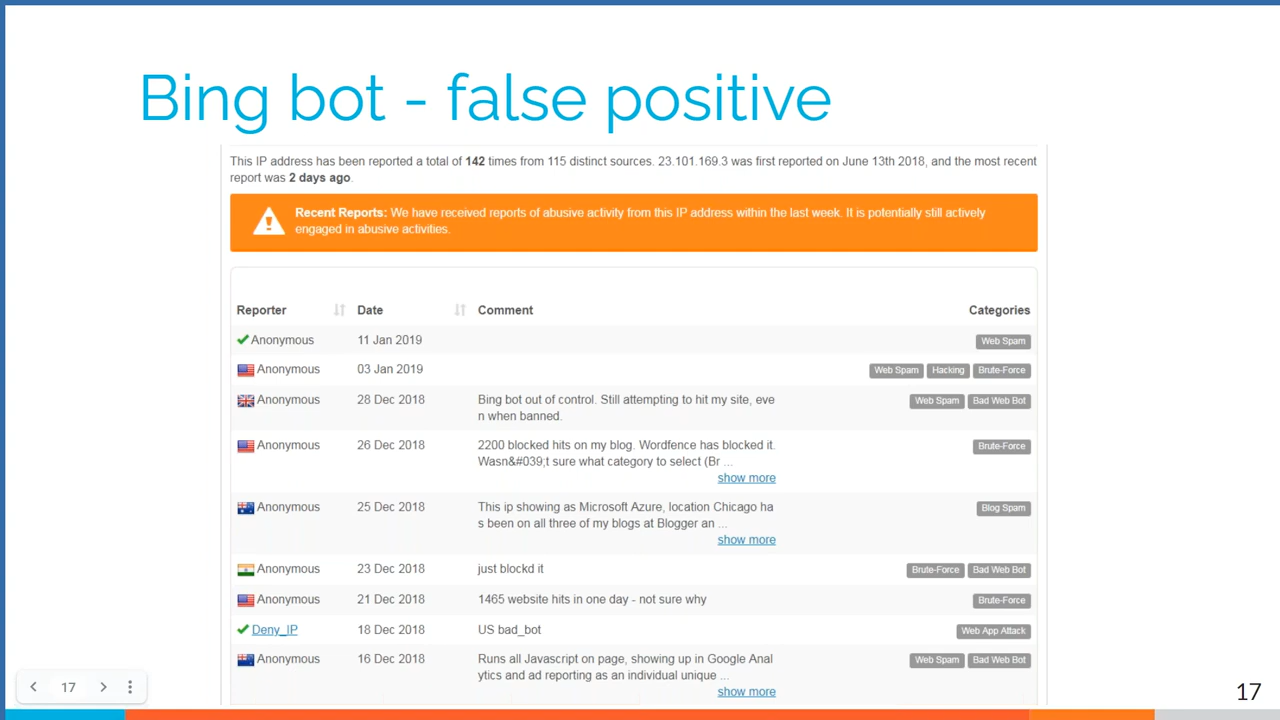 Bing bot - false positive
This IP address has been reported a total of 142 times from 115 distinct sources. 23.101.169.3 was first reported on June 13th 2018, and the most recent
report was 2 days ago.
Recent Reports: We have received reports of abusive activity from this IP address within the last week. It is potentially still actively
engaged in abusive activities.
Reporter Date Comment Categories
Anonymous 11 Jan 2019 Web Spam
Anonymous 03 Jan 2019 Web Spam Hacking Brute-Force
Anonymous 28 Dec 2018 Bing bot out of control. Still attempting to hit my site, eve Web Spam Bad Web Bot
n when banned.
Anonymous 26 Dec 2018 2200 blocked hits on my blog. Wordfence has blocked it. Brute-Force
Wasn&#039;t sure what category to select (Br ...
show more
Anonymous 25 Dec 2018 This ip showing as Microsoft Azure, location Chicago ha Blog Spam
s been on all three of my blogs at Blogger an ...
show more
Anonymous 23 Dec 2018 just blockd it Brute-Force Bad Web Bot
Anonymous 21 Dec 2018 1465 website hits in one day - not sure why Brute-Force
Deny_IP 18 Dec 2018 US bad_bot Web App Attack
Anonymous 16 Dec 2018 Runs all Javascript on page, showing up in Google Anal Web Spam Bad Web Bot
ytics and ad reporting as an individual unique ...
show more
17
17